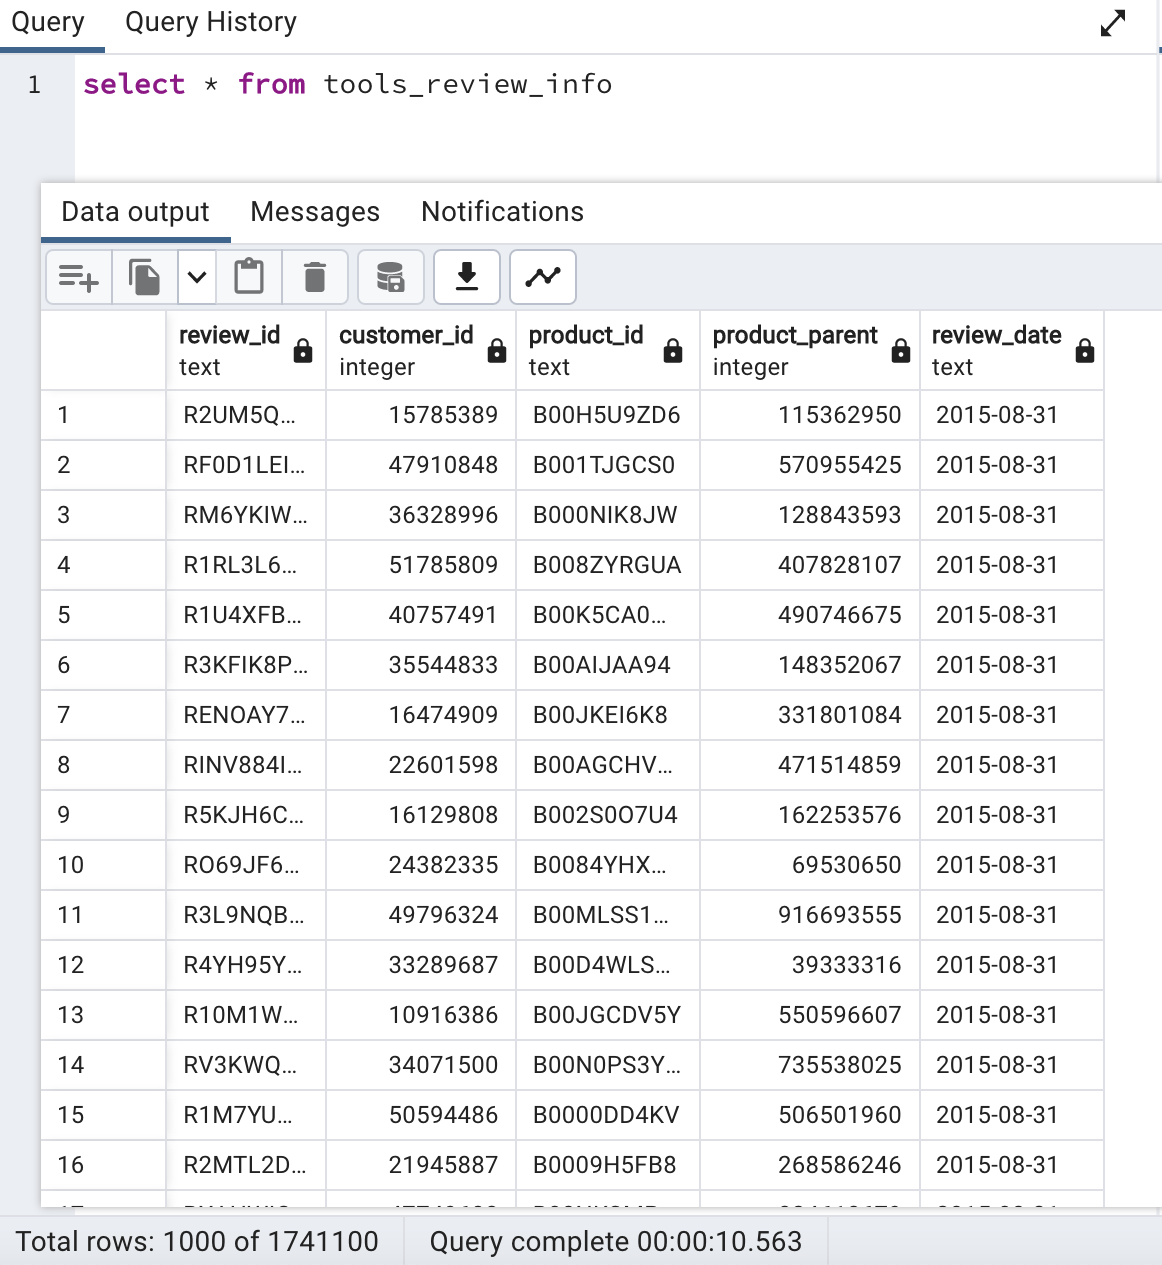 Query Query History
1 select * from tools_review_info
Data output Messages Notifications
review_id customer_id product_id product_parent review_date
text integer text integer text
1 R2UM5Q... 15785389 B00H5U9ZD6 115362950 2015-08-31
2 RF0D1LEI... 47910848 B001TJGCS0 570955425 2015-08-31
3 RM6YKIW... 36328996 B000NIK8JW 128843593 2015-08-31
4 R1RL3L6... 51785809 B008ZYRGUA 407828107 2015-08-31
5 R1U4XFB... 40757491 B00K5CA0... 490746675 2015-08-31
6 R3KFIK8P... 35544833 B00AIJAA94 148352067 2015-08-31
7 RENOAY7... 16474909 B00JKEI6K8 331801084 2015-08-31
8 RINV884I... 22601598 B00AGCHV... 471514859 2015-08-31
9 R5KJH6C... 16129808 B002S0O7U4 162253576 2015-08-31
10 RO69JF6... 24382335 B0084YHX... 69530650 2015-08-31
11 R3L9NQB... 49796324 B00MLSS1... 916693555 2015-08-31
12 R4YH95Y... 33289687 B00D4WLS... 39333316 2015-08-31
13 R10M1W... 10916386 B00JGCDV5Y 550596607 2015-08-31
14 RV3KWQ... 34071500 B00N0PS3Y... 735538025 2015-08-31
15 R1M7YU... 50594486 B0000DD4KV 506501960 2015-08-31
16 R2MTL2D... 21945887 B0009H5FB8 268586246 2015-08-31
Total rows: 1000 of 1741100 Query complete 00:00:10.563